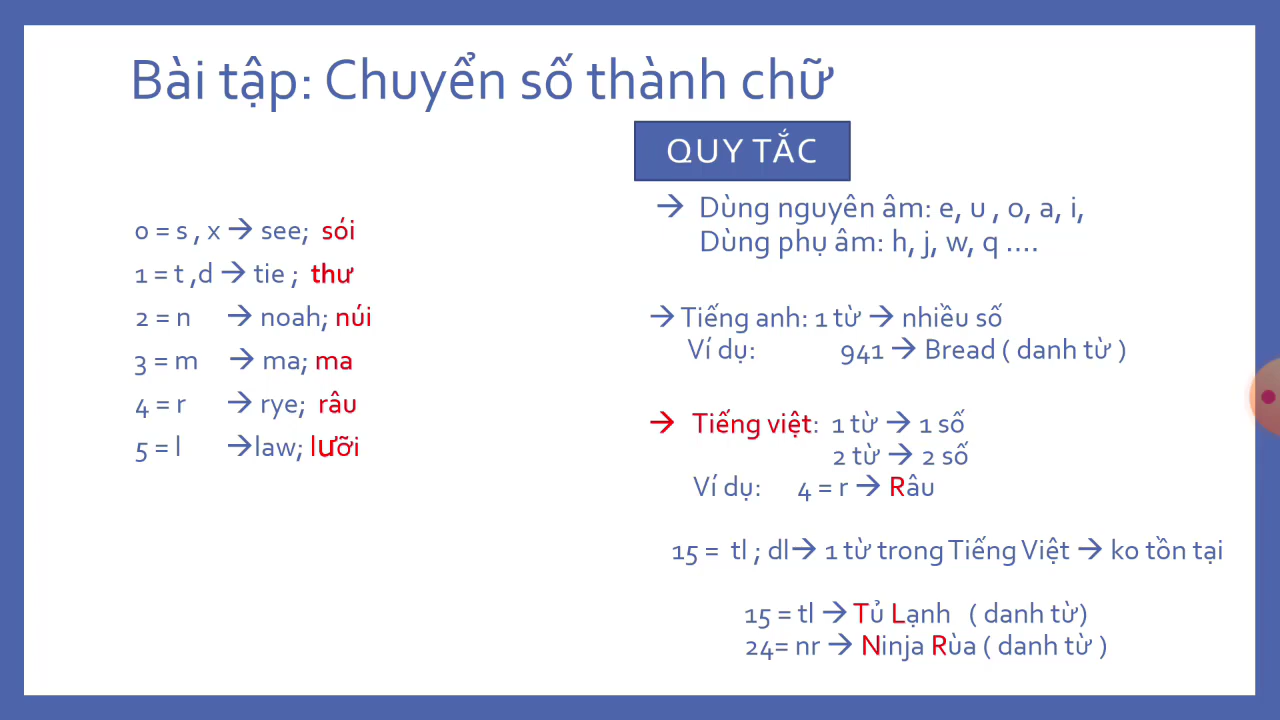 Bài tập: Chuyển số thành chữ
0 = s , x → see; sói
1 = t ,d → tie ; thư
2 = n → noah; núi
3 = m → ma; ma
4 = r → rye; râu
5 = l →law; lưỡi
QUY TẮC
→ Dùng nguyên âm: e, u , o, a, i,
Dùng phụ âm: h, j, w, q ....
→ Tiếng anh: 1 từ → nhiều số
Ví dụ: 941 → Bread ( danh từ )
→ Tiếng việt: 1 từ → 1 số
2 từ → 2 số
Ví dụ: 4 = r → Râu
15 = tl ; dl→ 1 từ trong Tiếng Việt → ko tồn tại
15 = tl → Tủ Lạnh ( danh từ)
24= nr → Ninja Rùa ( danh từ )